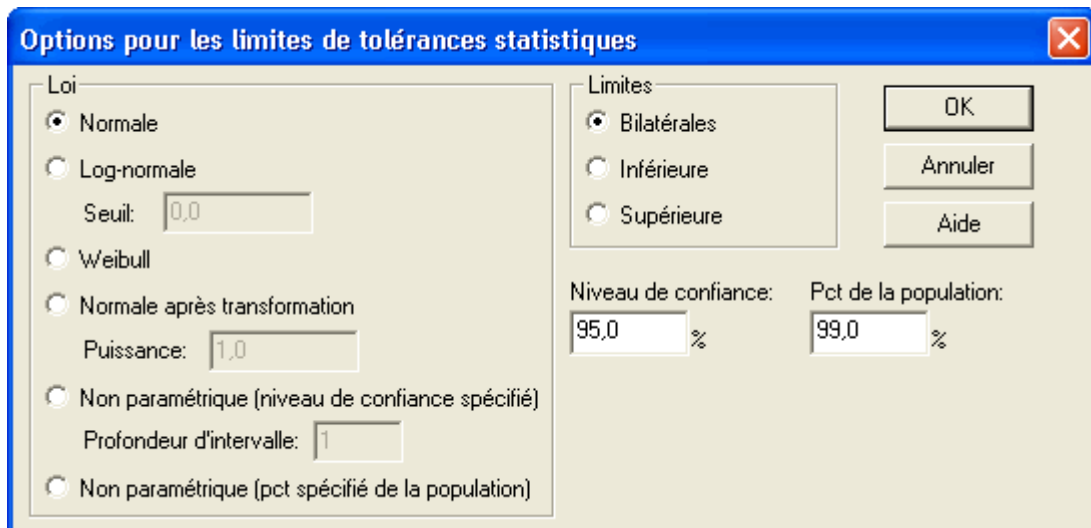 Options pour les limites de tolérances statistiques
Loi
Normale
Log-normale
Seuil: 0,0
Weibull
Normale après transformation
Puissance: 1,0
Non paramétrique (niveau de confiance spécifié)
Profondeur d'intervalle: 1
Non paramétrique (pct spécifié de la population)
Limites
Bilatérales
Inférieure
Supérieure
OK
Annuler
Aide
Niveau de confiance:
95,0 %
Pct de la population:
99,0 %